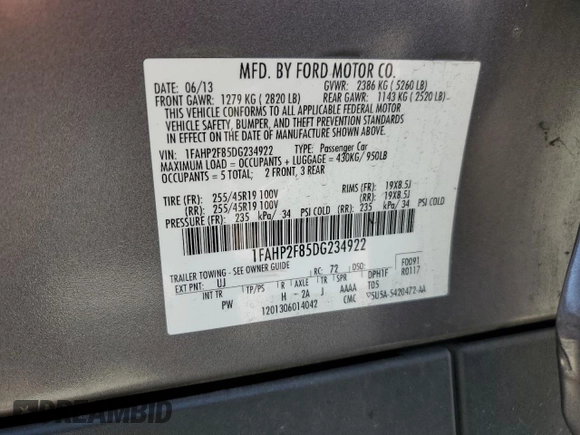 MFD. BY FORD MOTOR CO.
DATE: 06/13 GVWR: 2386 KG ( 5260 LB)
FRONT GAWR: 1279 KG ( 2820 LB) REAR GAWR: 1143 KG ( 2520 LB)
THIS VEHICLE CONFORMS TO ALL APPLICABLE FEDERAL MOTOR
VEHICLE SAFETY, BUMPER, AND THEFT PREVENTION STANDARDS
IN EFFECT ON THE DATE OF MANUFACTURE SHOWN ABOVE.
VIN: 1FAHP2F85DG234922 TYPE: Passenger Car
MAXIMUM LOAD = OCCUPANTS + LUGGAGE = 430KG/ 950LB
OCCUPANTS = 5 TOTAL; 2 FRONT, 3 REAR
TIRE (FR): 255/45R19 100V RIMS (FR): 19X8.5J
(RR): 255/45R19 100V (RR): 19X8.5J
PRESSURE (FR): 235 kPa/ 34 PSI COLD (RR): 235 kPa/ 34 PSI COLD
1FAHP2F85DG234922
TRAILER TOWING - SEE OWNER GUIDE
EXT PNT: UJ RC: 72 DSO: F0091
R0117
INT TR TP/PS R AXLE TR SPR DPH1F
PW H -2A J AAAA T05
1201306014042 CMC 5U5A-5420472-AA
DREAMBID